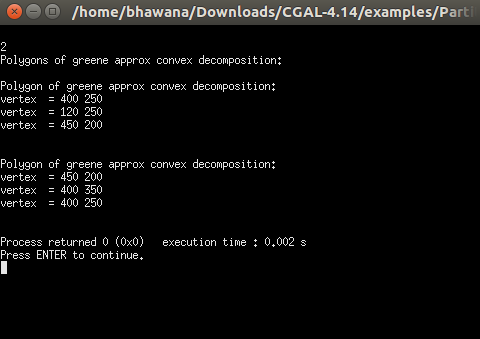 /home/bhawana/Downloads/CGAL-4.14/examples/Parti
2
Polygons of greene approx convex decomposition:
Polygon of greene approx convex decomposition:
vertex  = 400 250
vertex  = 120 250
vertex  = 450 200
Polygon of greene approx convex decomposition:
vertex  = 450 200
vertex  = 400 350
vertex  = 400 250
Process returned 0 (0x0)   execution time : 0.002 s
Press ENTER to continue.